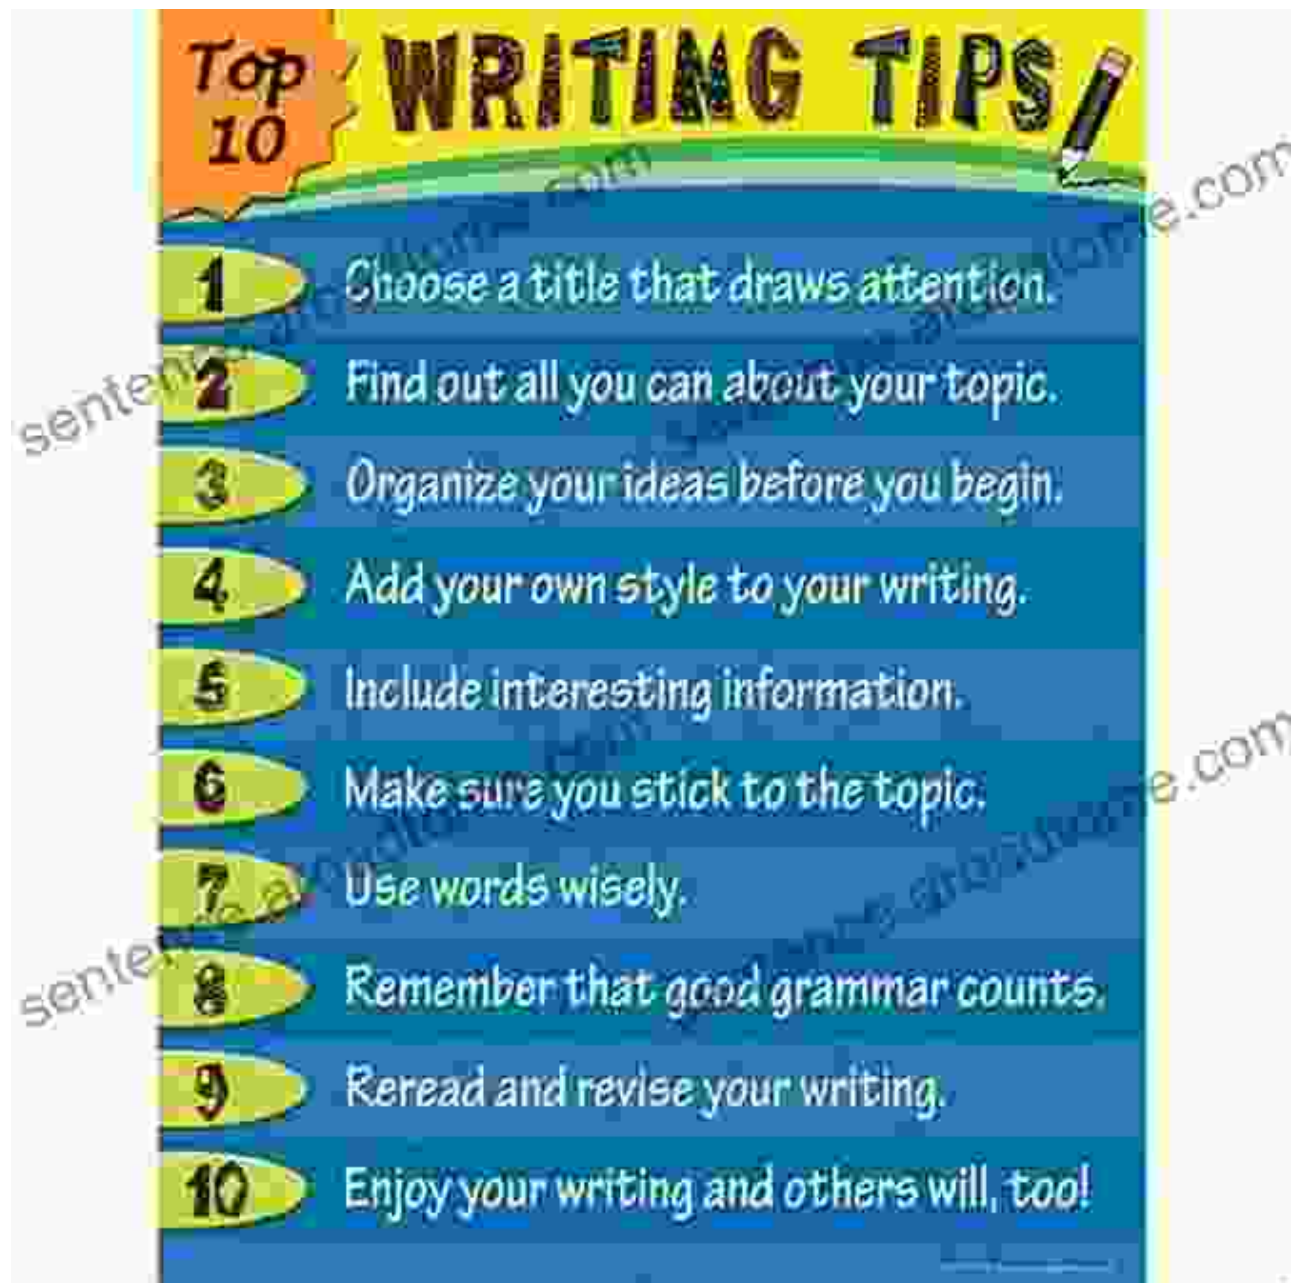 Top
10
WRITING TIPS
1 Choose a title that draws attention.
2 Find out all you can about your topic.
3 Organize your ideas before you begin.
4 Add your own style to your writing.
5 Include interesting information.
6 Make sure you stick to the topic.
7 Use words wisely.
8 Remember that good grammar counts.
9 Reread and revise your writing.
10 Enjoy your writing and others will, too!